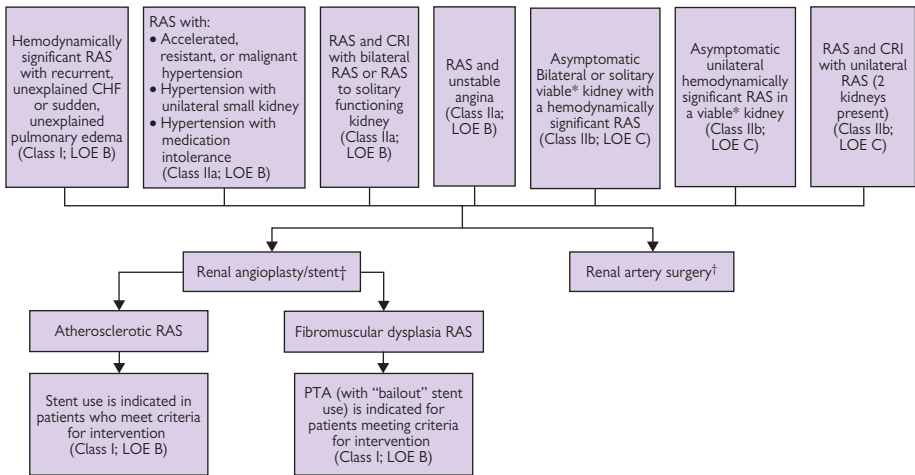 Hemodynamically
significant RAS
with recurrent,
unexplained CHF
or sudden,
unexplained
pulmonary edema
(Class I; LOE B)
RAS with:
• Accelerated,
resistant, or malignant
hypertension
• Hypertension with
unilateral small kidney
• Hypertension with
medication
intolerance
(Class IIa; LOE B)
RAS and CRI
with bilateral
RAS or RAS
to solitary
functioning
kidney
(Class IIa;
LOE B)
RAS and
unstable
angina
(Class IIa;
LOE B)
Asymptomatic
Bilateral or solitary
viable* kidney with
a hemodynamically
significant RAS
(Class IIb; LOE C)
Asymptomatic
unilateral
hemodynamically
significant RAS in
a viable* kidney
(Class IIb;
LOE C)
RAS and CRI
with unilateral
RAS (2
kidneys
present)
(Class IIb;
LOE C)
Renal angioplasty/stent†
Renal artery surgery†
Atherosclerotic RAS
Fibromuscular dysplasia RAS
Stent use is indicated in
patients who meet criteria
for intervention
(Class I; LOE B)
PTA (with “bailout” stent
use) is indicated for
patients meeting criteria
for intervention
(Class I; LOE B)